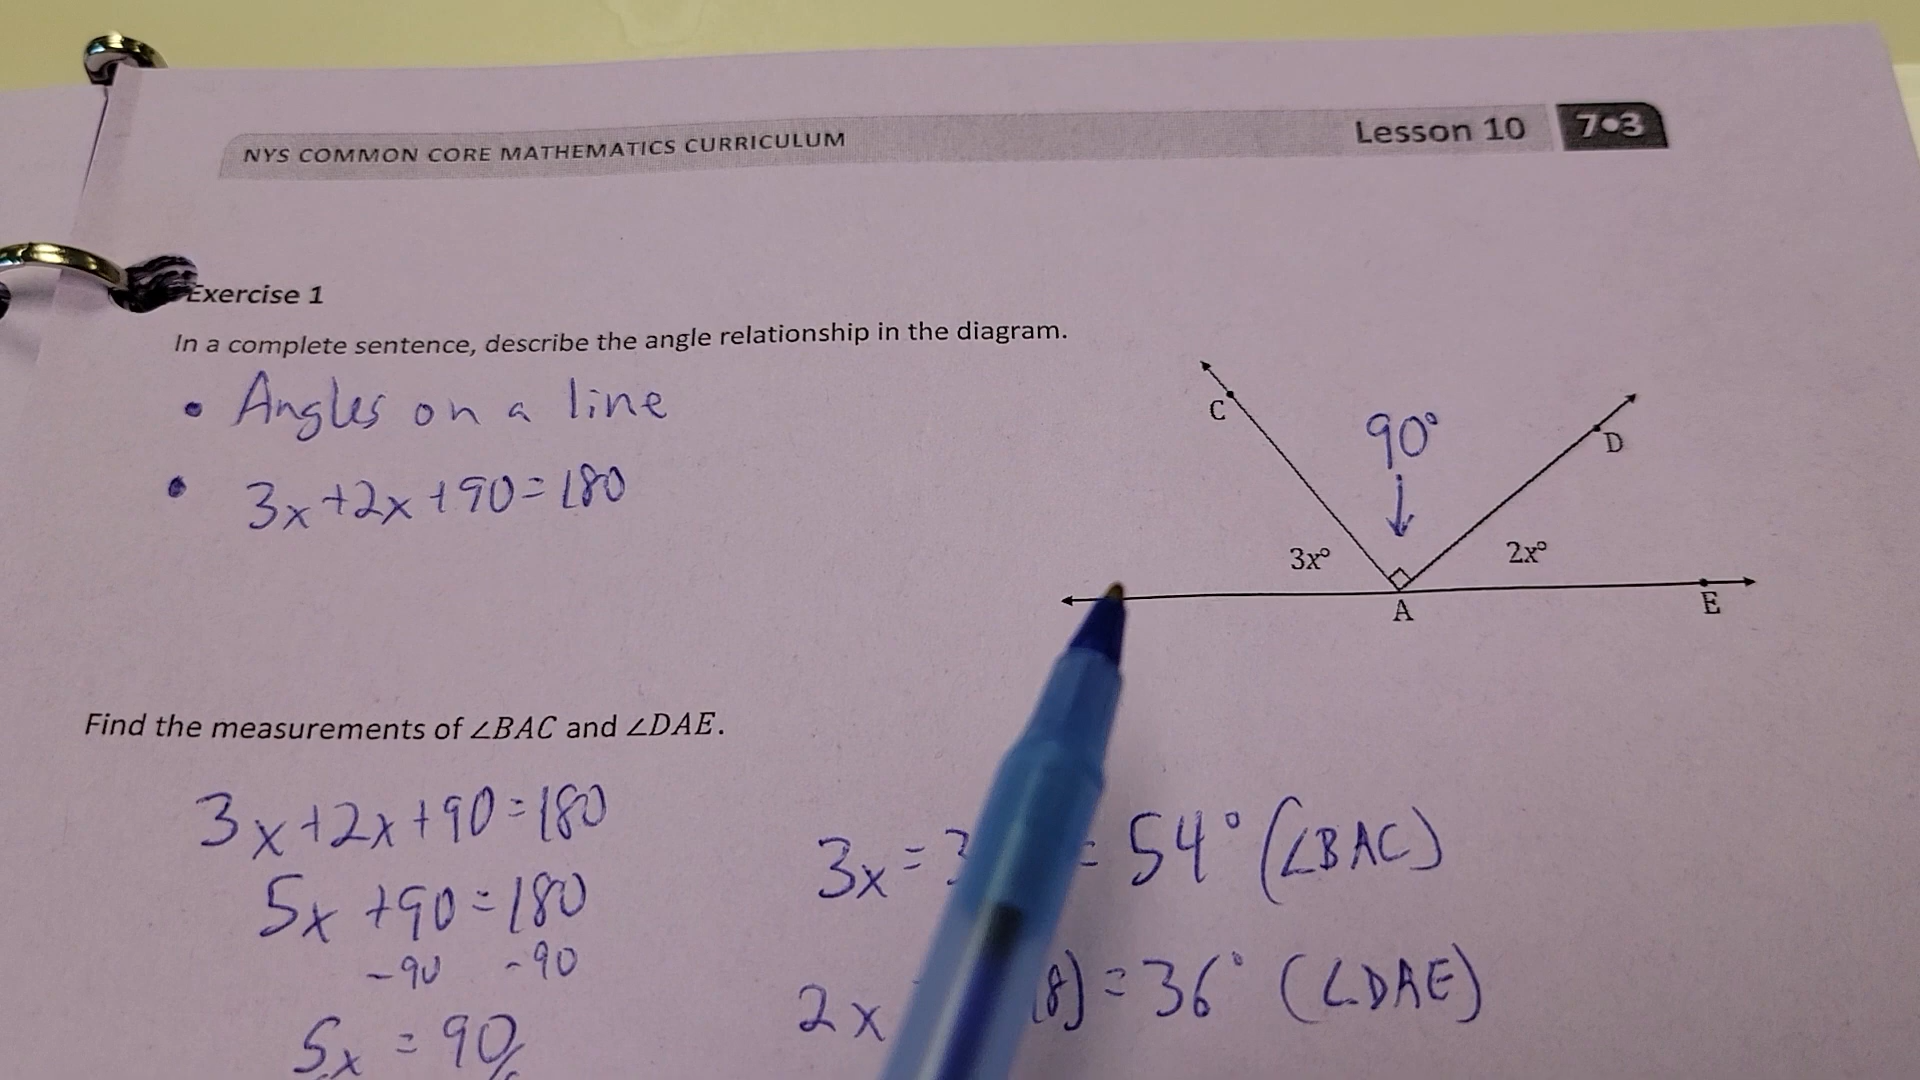 NYS COMMON CORE MATHEMATICS CURRICULUM
Lesson 10
7•3
Exercise 1
In a complete sentence, describe the angle relationship in the diagram.
• Angles on a line
• 3x+2x+90=180
C
90°
D
3x°
2x°
A
E
Find the measurements of ∠BAC and ∠DAE.
3x+2x+90=180
5x+90=180
-90 -90
5x = 90
3x = 3 = 54° (∠BAC)
2x 8) = 36° (∠DAE)